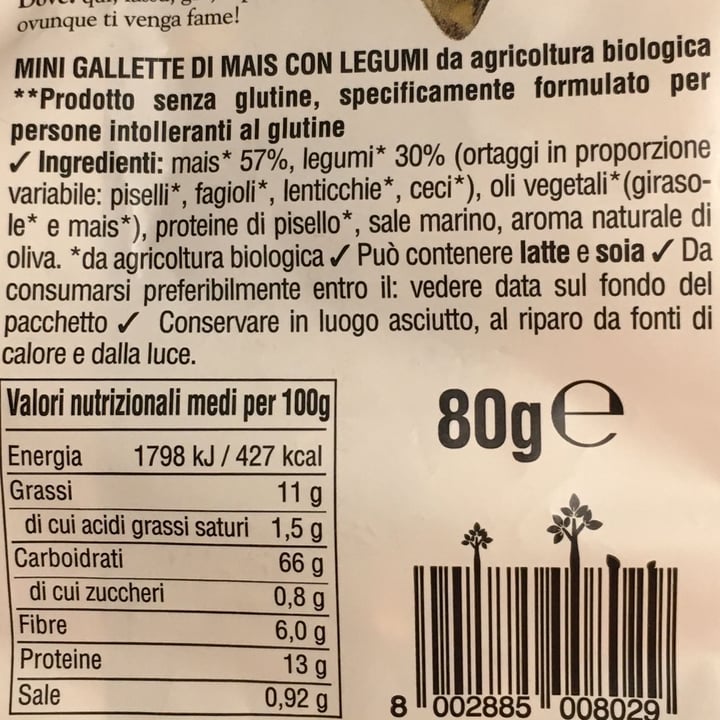 ovunque ti venga fame!
MINI GALLETTE DI MAIS CON LEGUMI da agricoltura biologica
**Prodotto senza glutine, specificamente formulato per
persone intolleranti al glutine
✓ Ingredienti: mais* 57%, legumi* 30% (ortaggi in proporzione
variabile: piselli*, fagioli*, lenticchie*, ceci*), oli vegetali*(giraso-
le* e mais*), proteine di pisello*, sale marino, aroma naturale di
oliva. *da agricoltura biologica ✓ Può contenere latte e soia ✓ Da
consumarsi preferibilmente entro il: vedere data sul fondo del
pacchetto ✓ Conservare in luogo asciutto, al riparo da fonti di
calore e dalla luce.
Valori nutrizionali medi per 100g
Energia 1798 kJ / 427 kcal
Grassi 11 g
di cui acidi grassi saturi 1,5 g
Carboidrati 66 g
di cui zuccheri 0,8 g
Fibre 6,0 g
Proteine 13 g
Sale 0,92 g
80g e
8 002885 008029